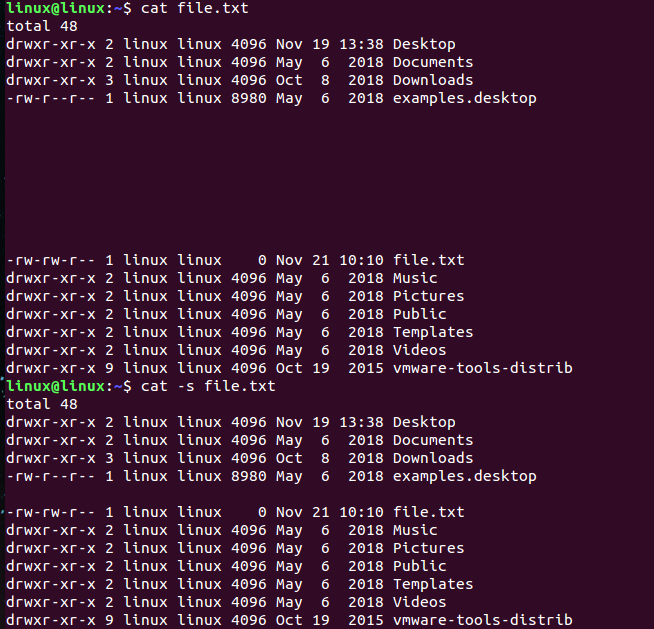 linux@linux:~$ cat file.txt
total 48
drwxr-xr-x 2 linux linux 4096 Nov 19 13:38 Desktop
drwxr-xr-x 2 linux linux 4096 May  6  2018 Documents
drwxr-xr-x 3 linux linux 4096 Oct  8  2018 Downloads
-rw-r--r-- 1 linux linux 8980 May  6  2018 examples.desktop
-rw-rw-r-- 1 linux linux    0 Nov 21 10:10 file.txt
drwxr-xr-x 2 linux linux 4096 May  6  2018 Music
drwxr-xr-x 2 linux linux 4096 May  6  2018 Pictures
drwxr-xr-x 2 linux linux 4096 May  6  2018 Public
drwxr-xr-x 2 linux linux 4096 May  6  2018 Templates
drwxr-xr-x 2 linux linux 4096 May  6  2018 Videos
drwxr-xr-x 9 linux linux 4096 Oct 19  2015 vmware-tools-distrib
linux@linux:~$ cat -s file.txt
total 48
drwxr-xr-x 2 linux linux 4096 Nov 19 13:38 Desktop
drwxr-xr-x 2 linux linux 4096 May  6  2018 Documents
drwxr-xr-x 3 linux linux 4096 Oct  8  2018 Downloads
-rw-r--r-- 1 linux linux 8980 May  6  2018 examples.desktop
-rw-rw-r-- 1 linux linux    0 Nov 21 10:10 file.txt
drwxr-xr-x 2 linux linux 4096 May  6  2018 Music
drwxr-xr-x 2 linux linux 4096 May  6  2018 Pictures
drwxr-xr-x 2 linux linux 4096 May  6  2018 Public
drwxr-xr-x 2 linux linux 4096 May  6  2018 Templates
drwxr-xr-x 2 linux linux 4096 May  6  2018 Videos
drwxr-xr-x 9 linux linux 4096 Oct 19  2015 vmware-tools-distrib